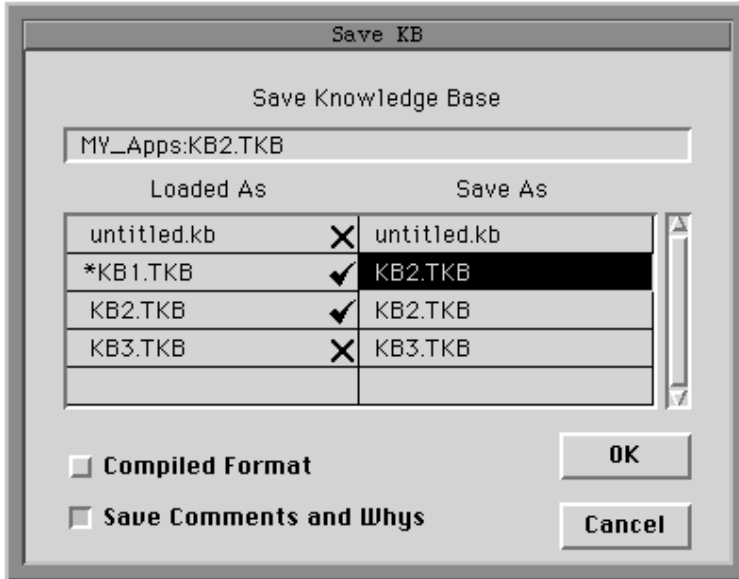 Save KB
Save Knowledge Base
MY_Apps:KB2.TKB
Loaded As Save As
untitled.kb untitled.kb
*KB1.TKB KB2.TKB
KB2.TKB KB2.TKB
KB3.TKB KB3.TKB
Compiled Format OK
Save Comments and Whys Cancel